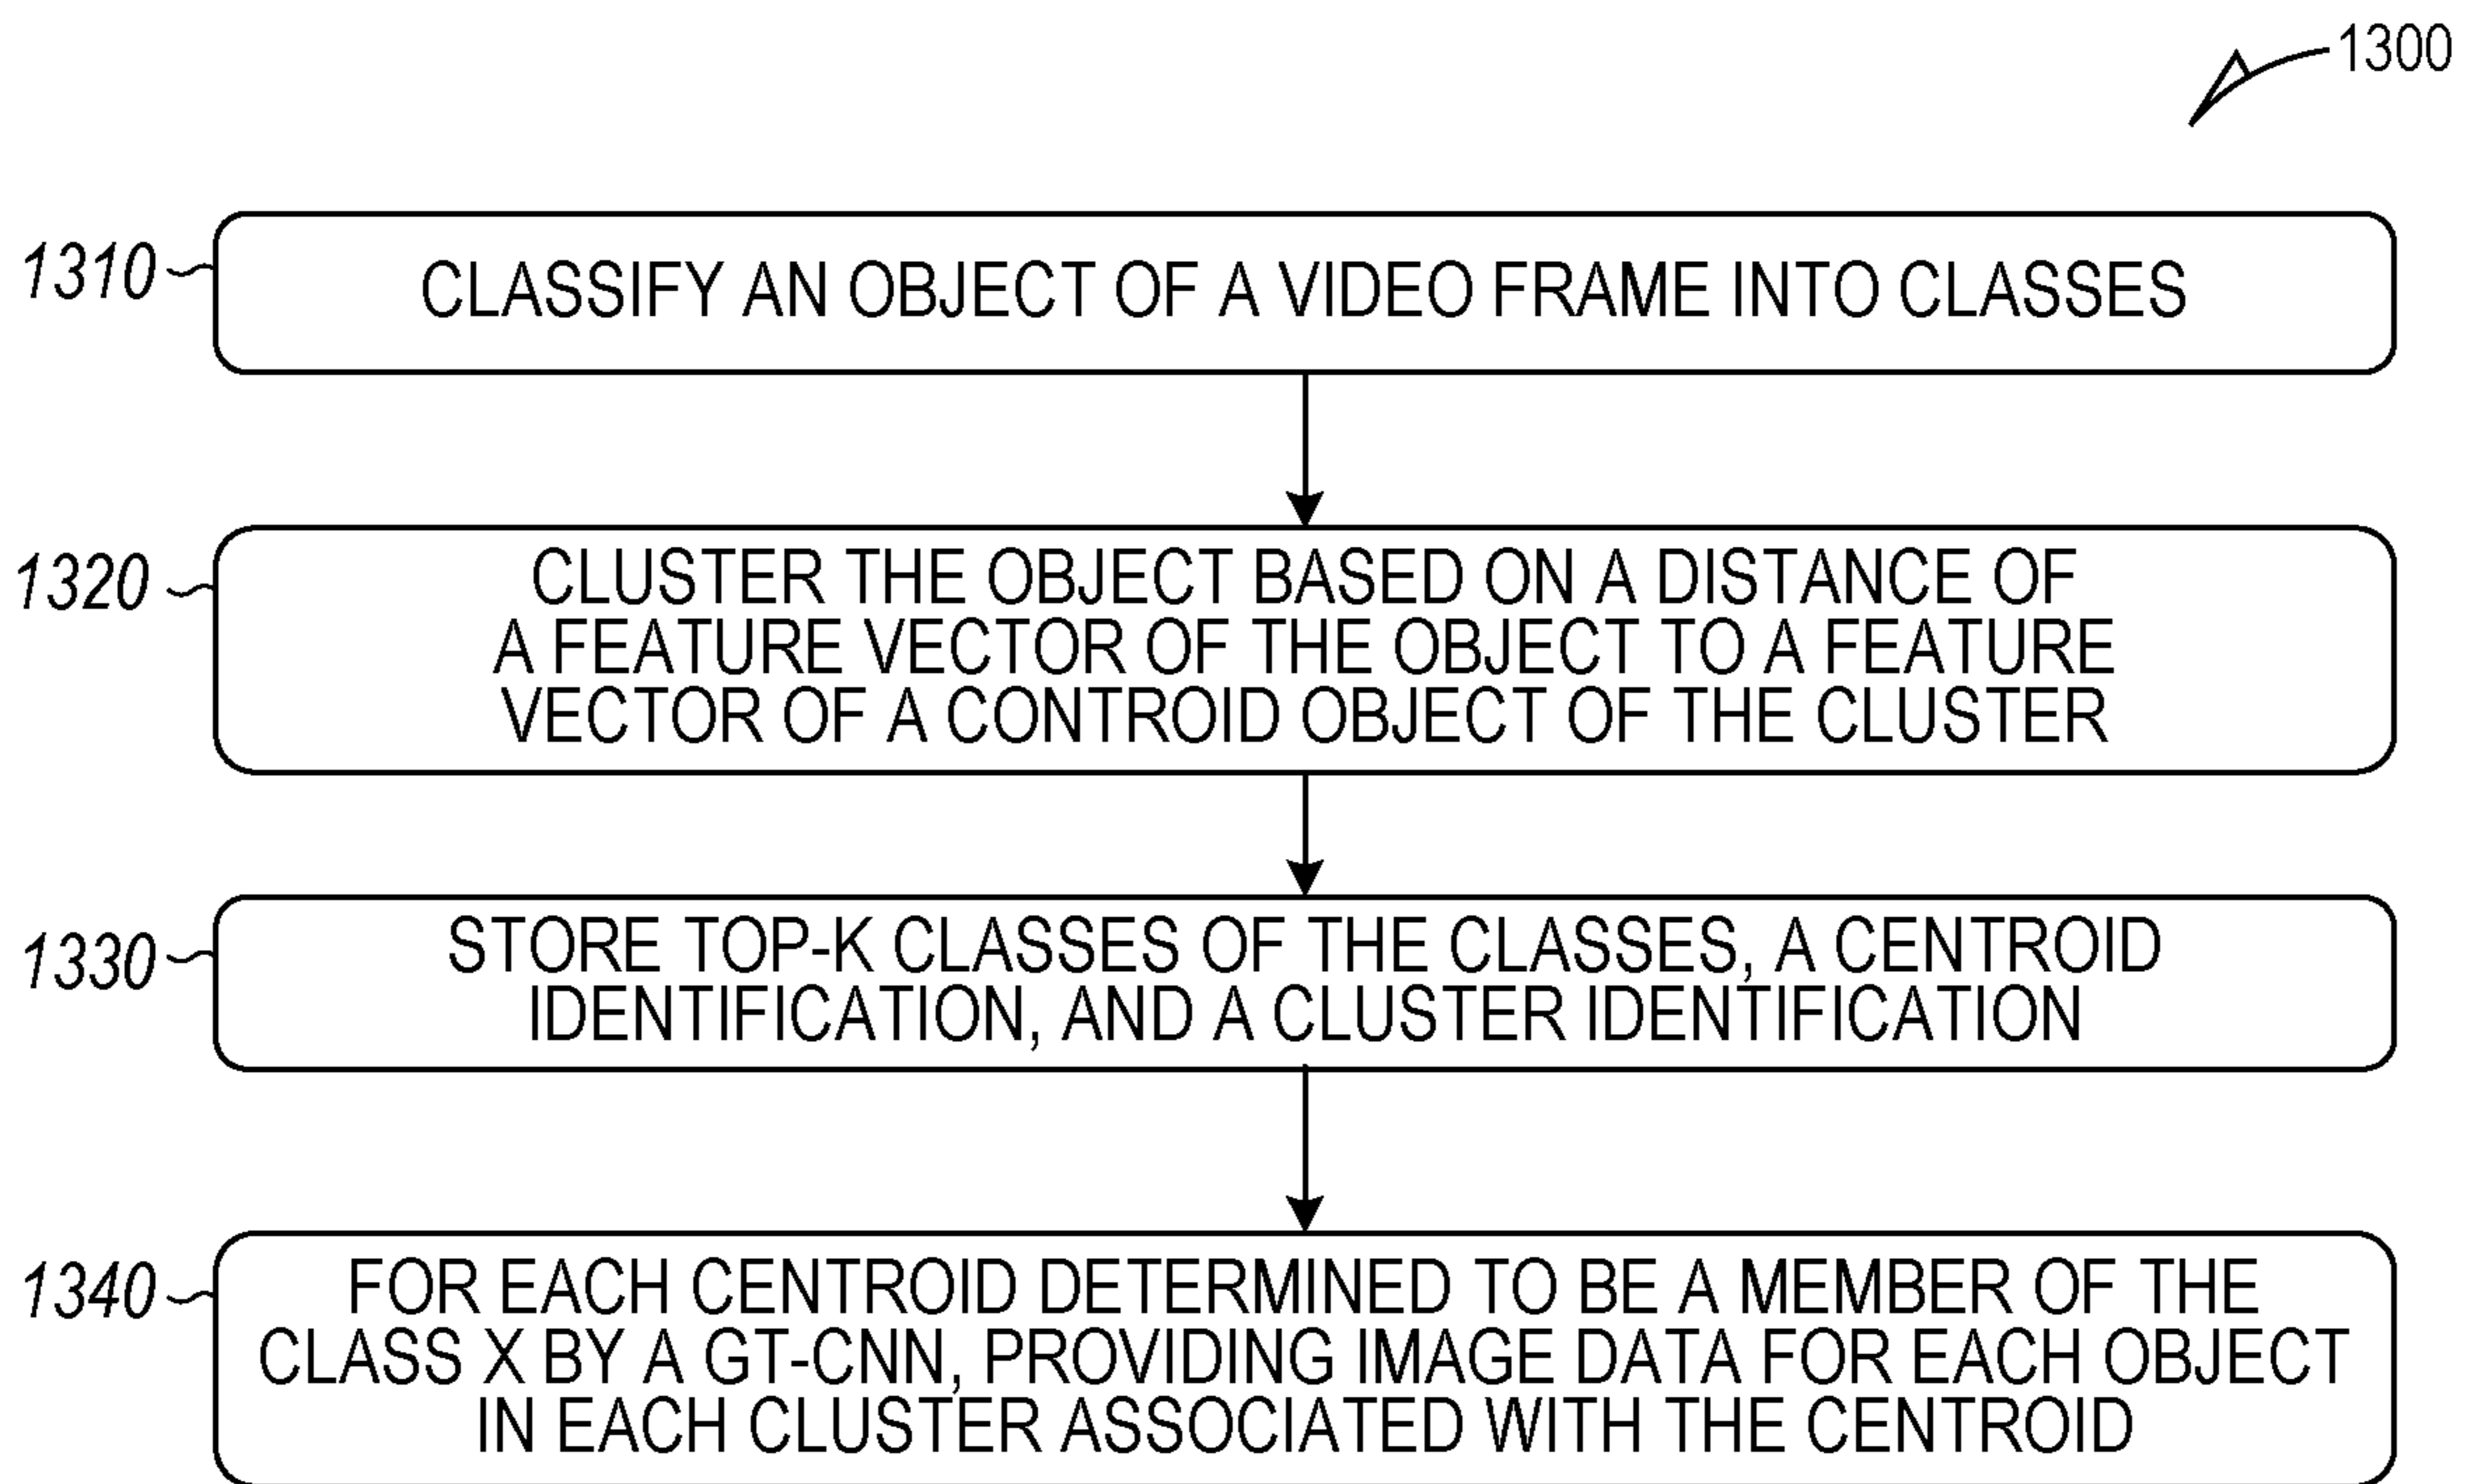 1300
1310
CLASSIFY AN OBJECT OF A VIDEO FRAME INTO CLASSES
1320
CLUSTER THE OBJECT BASED ON A DISTANCE OF
A FEATURE VECTOR OF THE OBJECT TO A FEATURE
VECTOR OF A CONTROID OBJECT OF THE CLUSTER
1330
STORE TOP-K CLASSES OF THE CLASSES, A CENTROID
IDENTIFICATION, AND A CLUSTER IDENTIFICATION
1340
FOR EACH CENTROID DETERMINED TO BE A MEMBER OF THE
CLASS X BY A GT-CNN, PROVIDING IMAGE DATA FOR EACH OBJECT
IN EACH CLUSTER ASSOCIATED WITH THE CENTROID